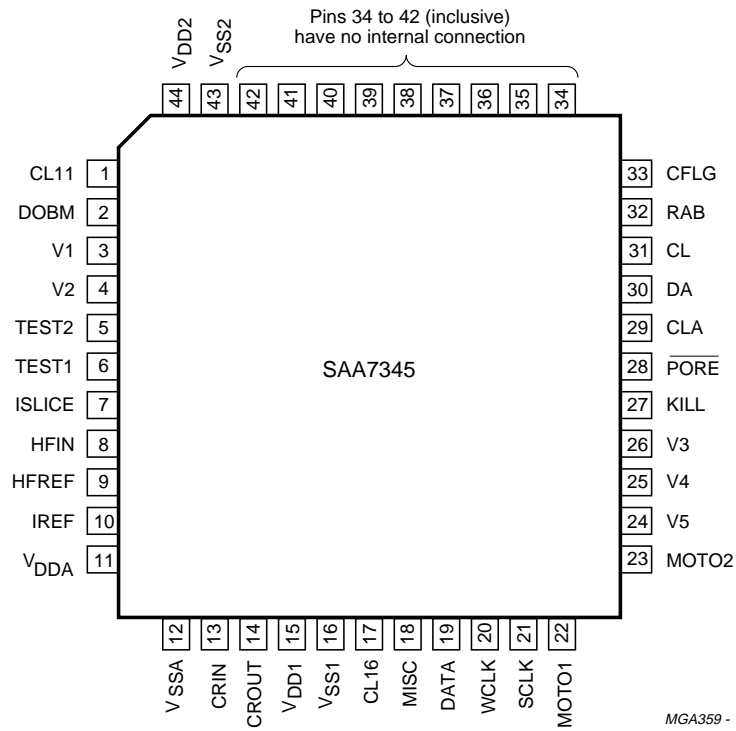 Pins 34 to 42 (inclusive)
have no internal connection
VDD2
VSS2
44
43
42
41
40
39
38
37
36
35
34
CL11 1
DOBM 2
V1 3
V2 4
TEST2 5
TEST1 6
ISLICE 7
HFIN 8
HFREF 9
IREF 10
VDDA 11
SAA7345
33 CFLG
32 RAB
31 CL
30 DA
29 CLA
28 PORE
27 KILL
26 V3
25 V4
24 V5
23 MOTO2
12 VSSA
13 CRIN
14 CROUT
15 VDD1
16 VSS1
17 CL16
18 MISC
19 DATA
20 WCLK
21 SCLK
22 MOTO1
MGA359 -